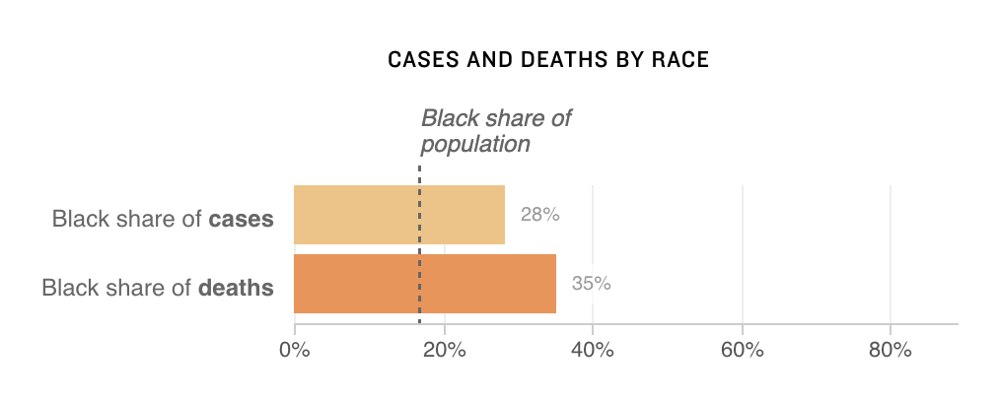 CASES AND DEATHS BY RACE
Black share of
population
Black share of cases
28%
Black share of deaths
35%
0% 20% 40% 60% 80%